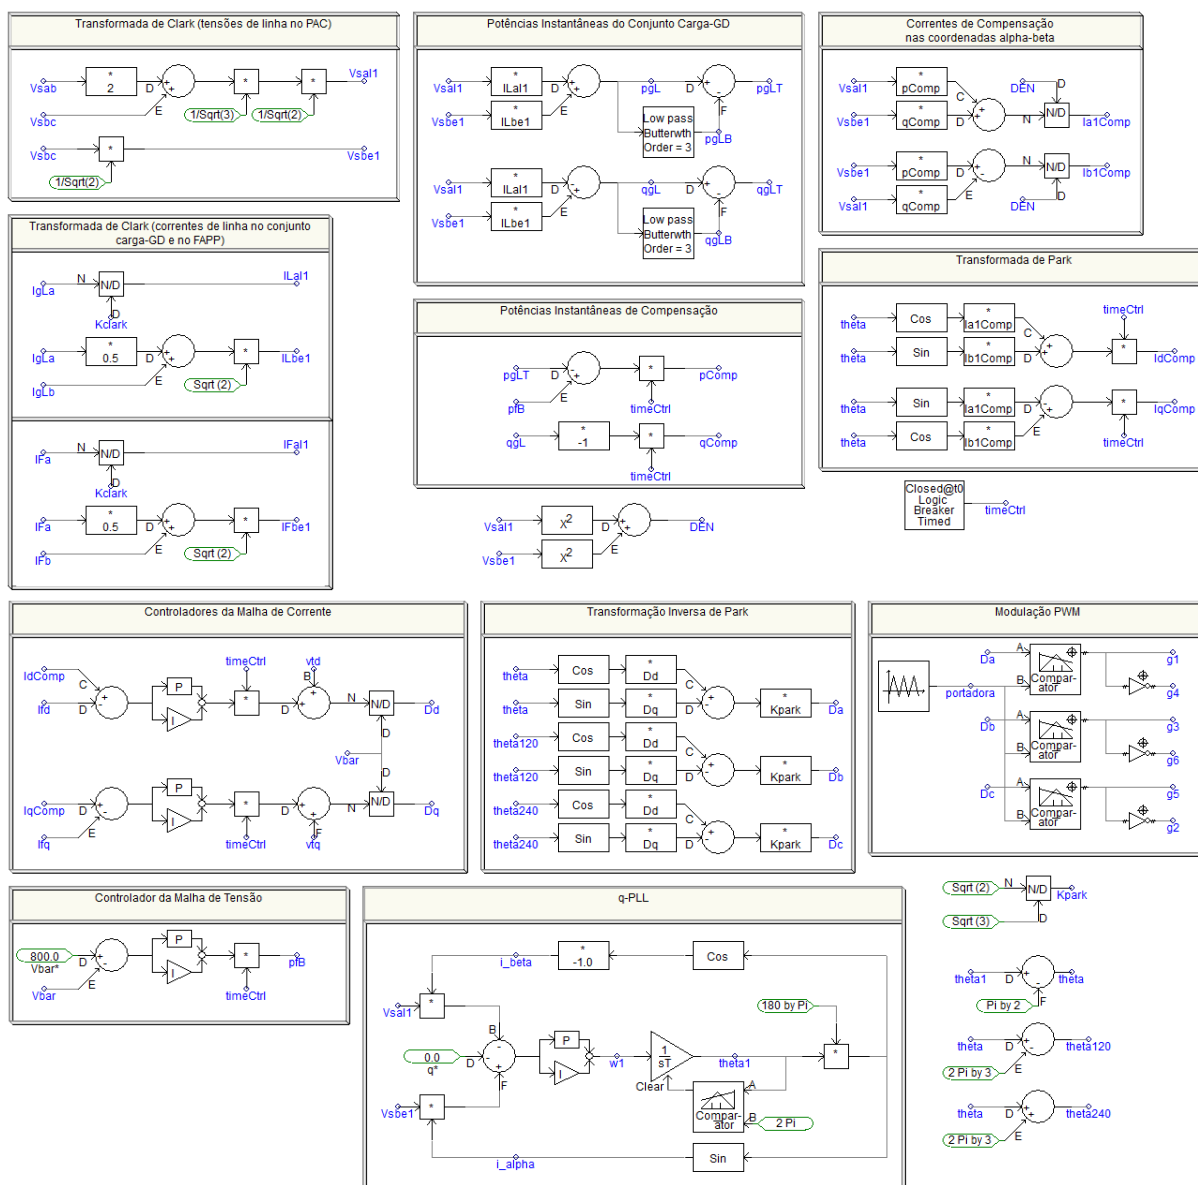 Transformada de Clark (tensões de linha no PAC)
Vsab
*
2
D
+
+
E
*
*
Vsal1
1/Sqrt(3)
1/Sqrt(2)
Vsbc
Vsbc
*
Vsbe1
1/Sqrt(2)
Potências Instantâneas do Conjunto Carga-GD
Vsal1
*
ILal1
D
+
+
pgL
D
+
-
pgLT
Vsbe1
*
ILbe1
E
F
Low pass
Butterwth
Order = 3
pgLB
Vsal1
*
ILal1
D
-
+
qgL
D
+
-
qgLT
Vsbe1
*
ILbe1
E
F
Low pass
Butterwth
Order = 3
qgLB
Correntes de Compensação
nas coordenadas alpha-beta
Vsal1
*
pComp
C
DEN
D
+
+
N
N/D
Ia1Comp
Vsbe1
*
qComp
D
Vsbe1
*
pComp
D
+
-
N
N/D
Ib1Comp
Vsal1
*
qComp
E
DEN
D
Transformada de Clark (correntes de linha no conjunto
carga-GD e no FAPP)
IgLa
N
N/D
ILal1
D
Kclark
IgLa
*
0.5
D
+
+
*
ILbe1
IgLb
E
Sqrt (2)
IFa
N
N/D
IFal1
D
Kclark
IFa
*
0.5
D
+
+
*
IFbe1
IFb
E
Sqrt (2)
Potências Instantâneas de Compensação
pgLT
D
-
+
*
pComp
pfB
E
timeCtrl
qgL
*
-1
*
qComp
timeCtrl
Vsal1
X2
D
+
+
DEN
Vsbe1
X2
E
Transformada de Park
theta
Cos
*
Ia1Comp
C
timeCtrl
+
+
*
IdComp
theta
Sin
*
Ib1Comp
D
theta
Sin
*
Ia1Comp
D
-
+
*
IqComp
theta
Cos
*
Ib1Comp
E
timeCtrl
Closed@t0
Logic
Breaker
Timed
timeCtrl
Controladores da Malha de Corrente
IdComp
C
timeCtrl
vtd
B
Ifd
D
+
-
P
I
*
D
+
+
N
N/D
Dd
D
Vbar
D
IqComp
D
+
-
P
I
*
D
+
+
N
N/D
Dq
Ifq
E
timeCtrl
F
vtq
Transformação Inversa de Park
theta
Cos
*
Dd
C
theta
Sin
*
Dq
D
+
-
*
Kpark
Da
theta120
Cos
*
Dd
C
theta120
Sin
*
Dq
D
+
-
*
Kpark
Db
theta240
Cos
*
Dd
C
theta240
Sin
*
Dq
D
+
-
*
Kpark
Dc
Modulação PWM
Da
A
Compar-
ator
g1
portadora
B
g4
Db
A
Compar-
ator
g3
B
g6
Dc
A
Compar-
ator
g5
B
g2
Controlador da Malha de Tensão
800.0
Vbar*
D
+
-
P
I
*
pfB
Vbar
E
timeCtrl
q-PLL
i_beta
*
-1.0
Cos
Vsal1
*
B
180 by Pi
0.0
q*
D
-
+
+
P
I
w1
1
sT
theta1
*
F
Clear
A
Compar-
ator
B
2 Pi
Vsbe1
*
i_alpha
Sin
Sqrt (2)
N
N/D
Kpark
Sqrt (3)
D
theta1
D
+
-
theta
Pi by 2
F
theta
D
+
-
theta120
2 Pi by 3
E
theta
D
+
+
theta240
2 Pi by 3
E